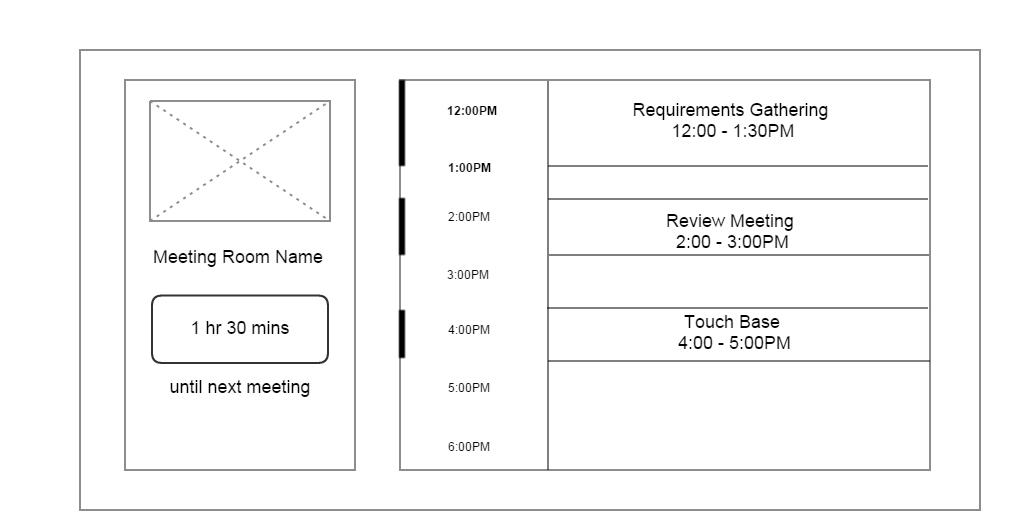 Meeting Room Name
1 hr 30 mins
until next meeting
12:00PM
1:00PM
2:00PM
3:00PM
4:00PM
5:00PM
6:00PM
Requirements Gathering
12:00 - 1:30PM
Review Meeting
2:00 - 3:00PM
Touch Base
4:00 - 5:00PM